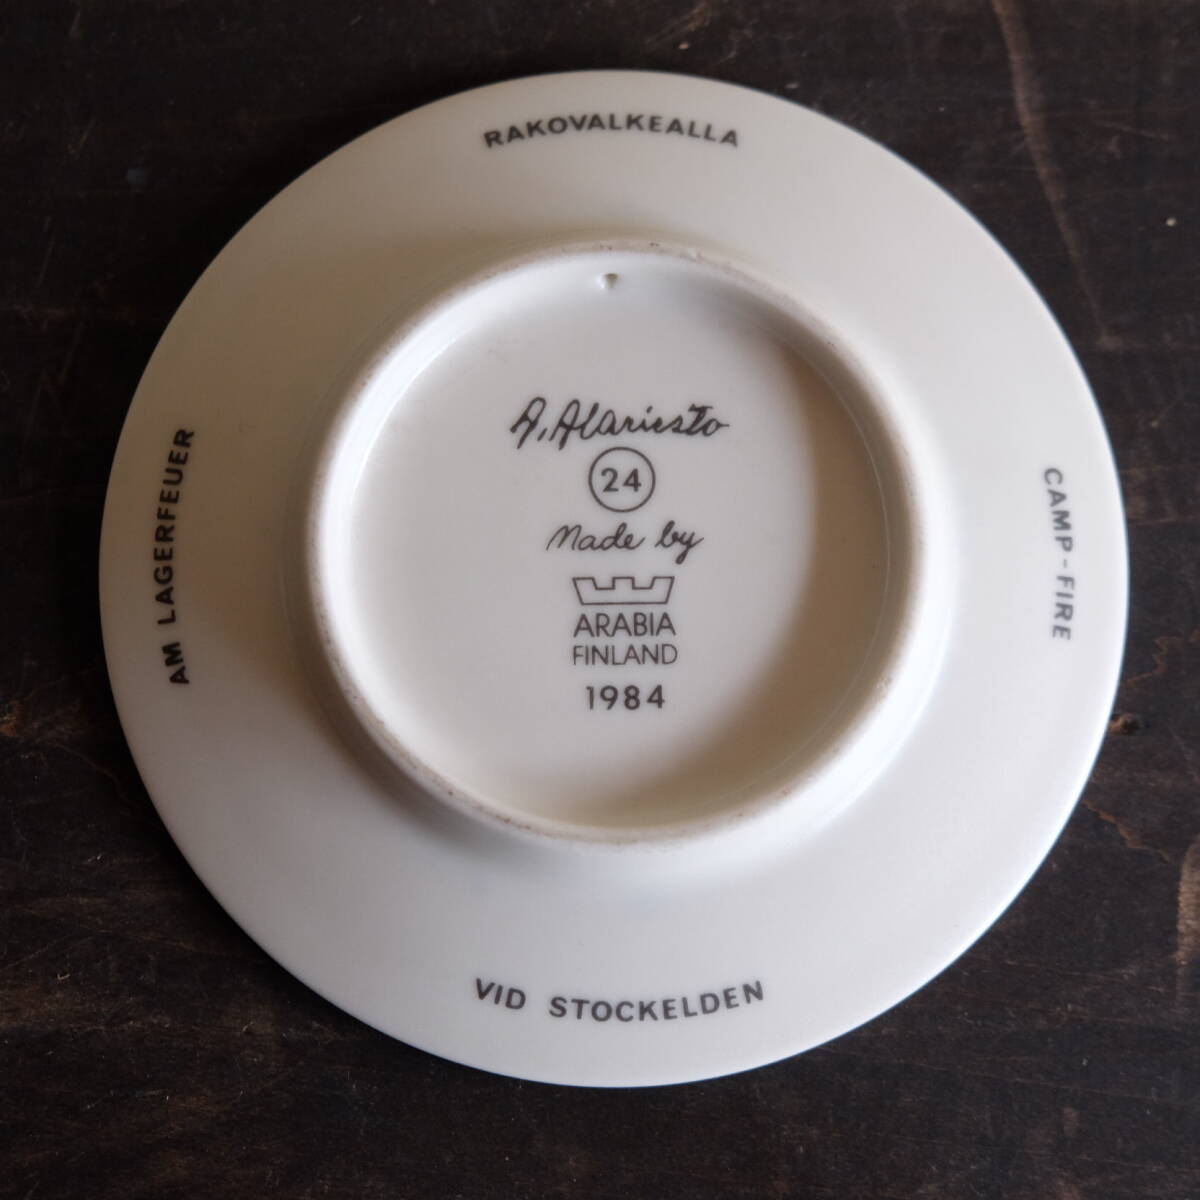 RAKOVALKEALLA
A. Alariesto
24
Made by
ARABIA
FINLAND
1984
AM LAGERFEUER
CAMP-FIRE
VID STOCKELDEN